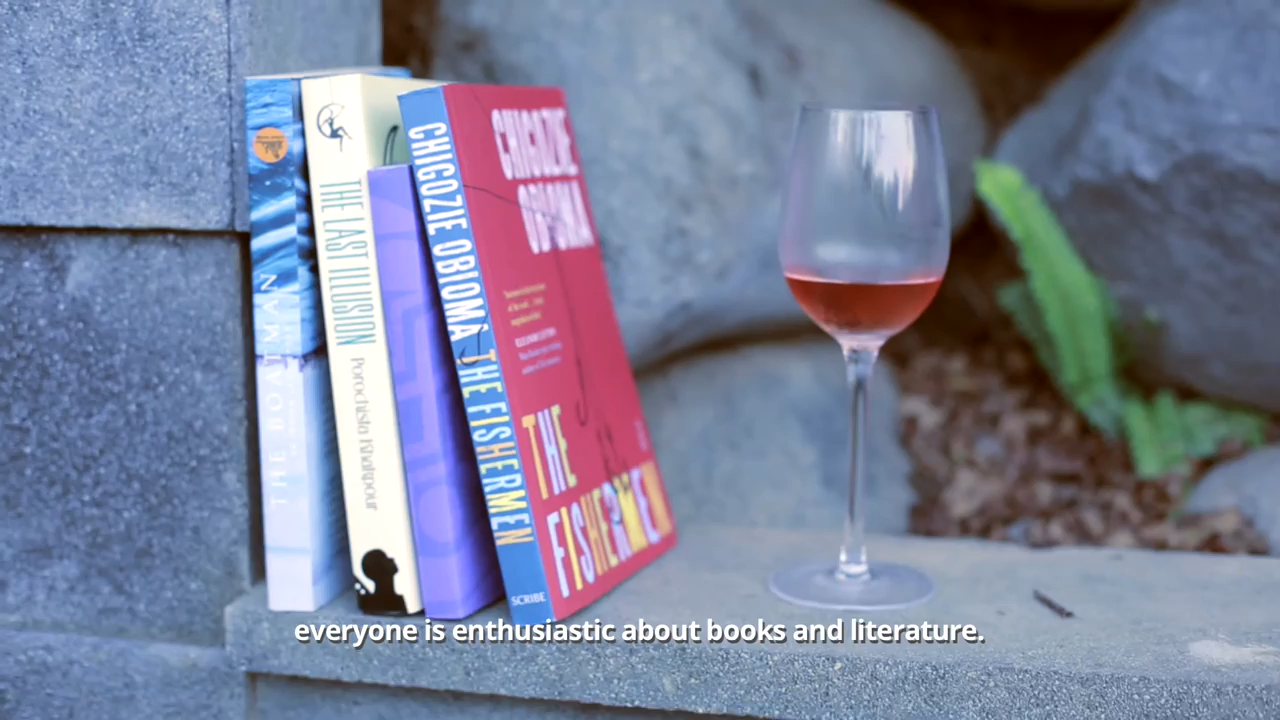 THE BOATMAN
THE LAST ILLUSION
Porochista Khakpour
CHIGOZIE OBIOMA THE FISHERMEN
SCRIBE
CHIGOZIE
OBIOMA
THE
FISHERMEN
everyone is enthusiastic about books and literature.